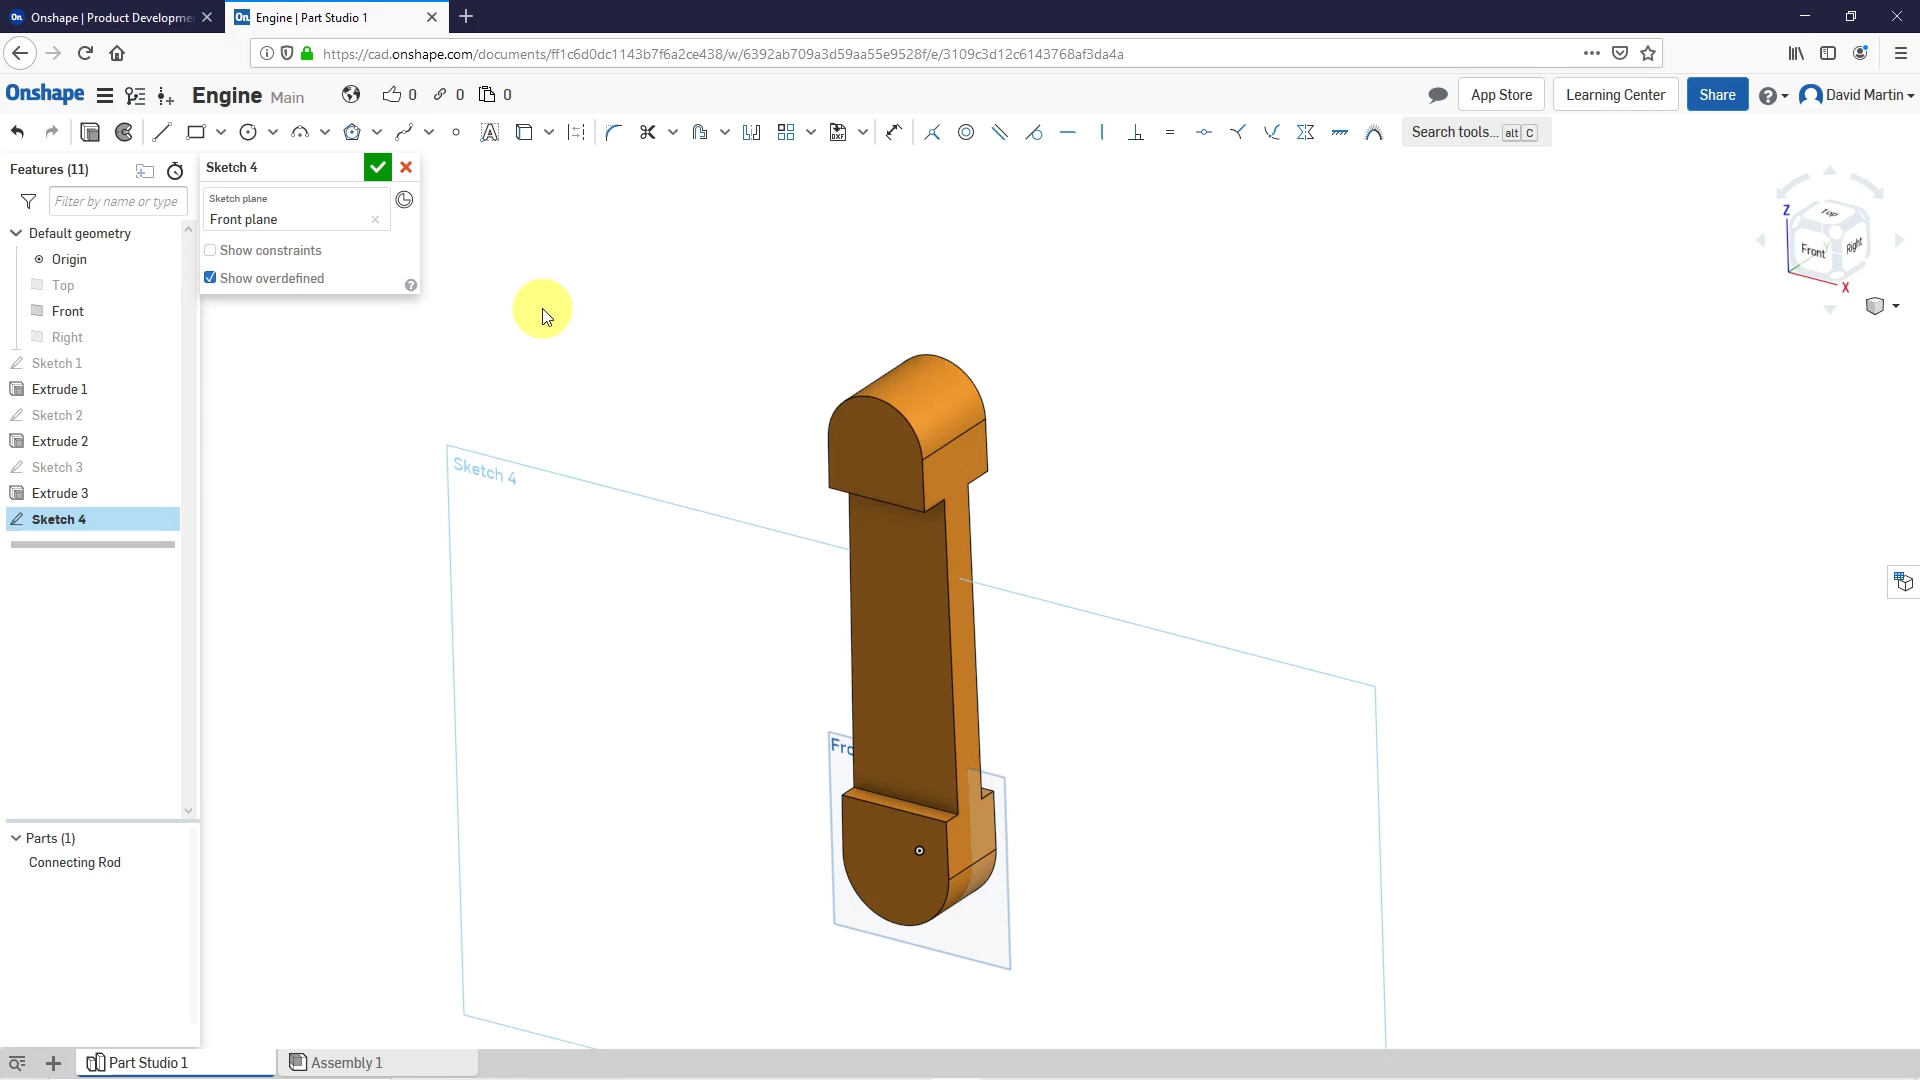 Onshape | Product Developme
Engine | Part Studio 1
https://cad.onshape.com/documents/ff1c6d0dc1143b7f6a2ce438/w/6392ab709a3d59aa55e9528f/e/3109c3d12c6143768af3da4a
Onshape Engine Main 0 0 0 App Store Learning Center Share David Martin
Search tools... alt C
Features (11)
Filter by name or type
Default geometry
Origin
Top
Front
Right
Sketch 1
Extrude 1
Sketch 2
Extrude 2
Sketch 3
Extrude 3
Sketch 4
Parts (1)
Connecting Rod
Sketch 4
Sketch plane
Front plane
Show constraints
Show overdefined
Sketch 4
Fro
Top
Front
Right
Z
Y
X
Part Studio 1
Assembly 1